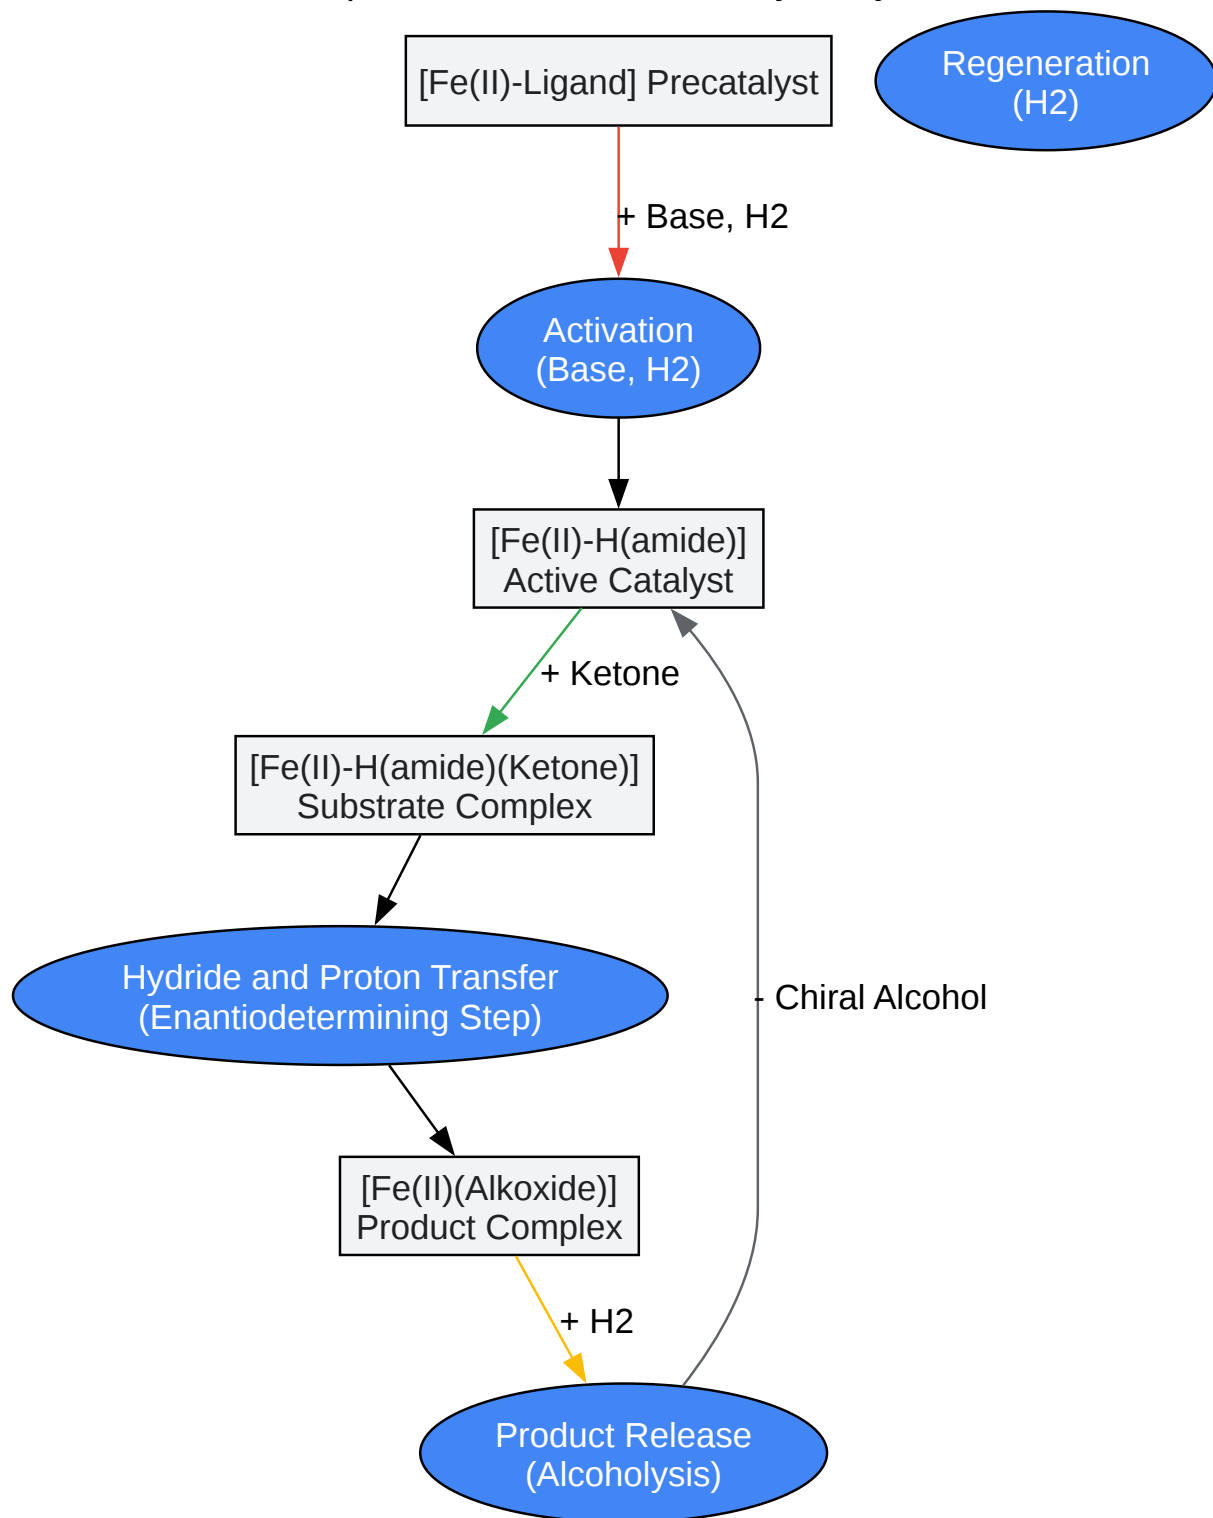 [Fe(II)-Ligand] Precatalyst
Regeneration
(H2)
+ Base, H2
Activation
(Base, H2)
[Fe(II)-H(amide)]
Active Catalyst
+ Ketone
[Fe(II)-H(amide)(Ketone)]
Substrate Complex
Hydride and Proton Transfer
(Enantiodetermining Step)
- Chiral Alcohol
[Fe(II)(Alkoxide)]
Product Complex
+ H2
Product Release
(Alcoholysis)